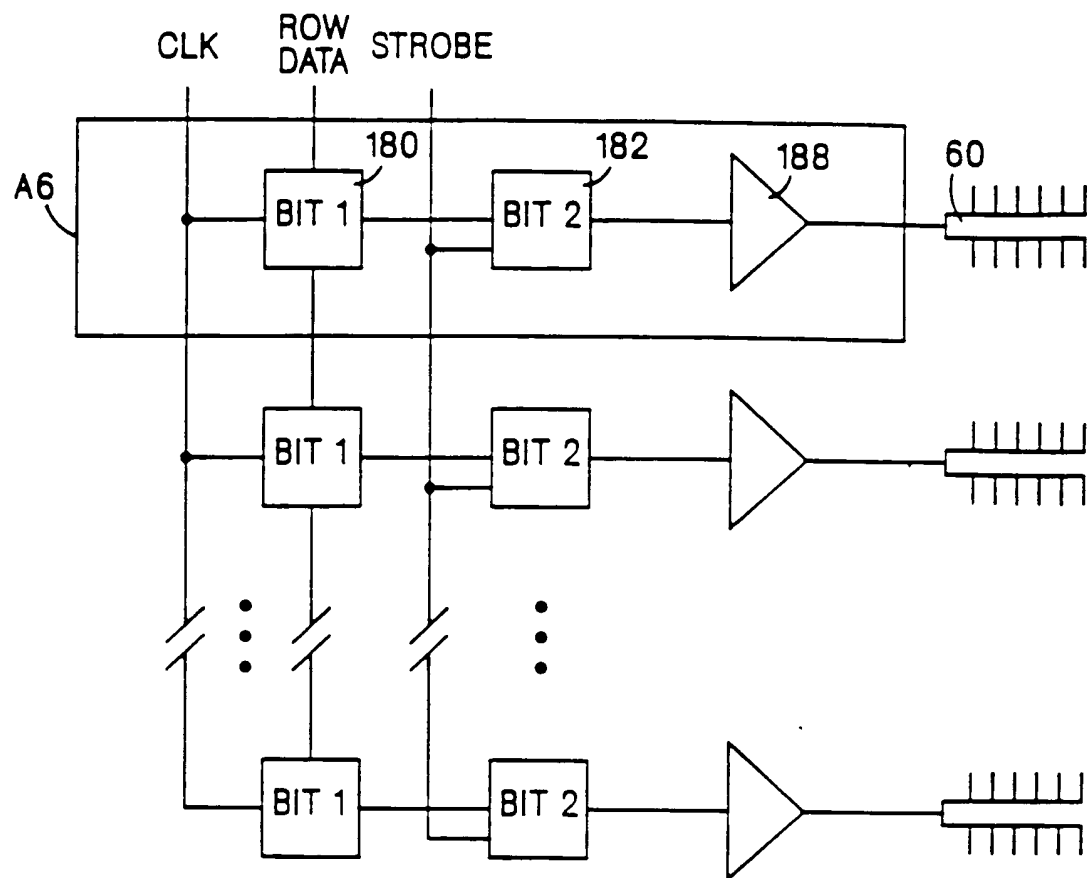 CLK
ROW
DATA
STROBE
180
182
188
60
A6
BIT 1
BIT 2
BIT 1
BIT 2
BIT 1
BIT 2